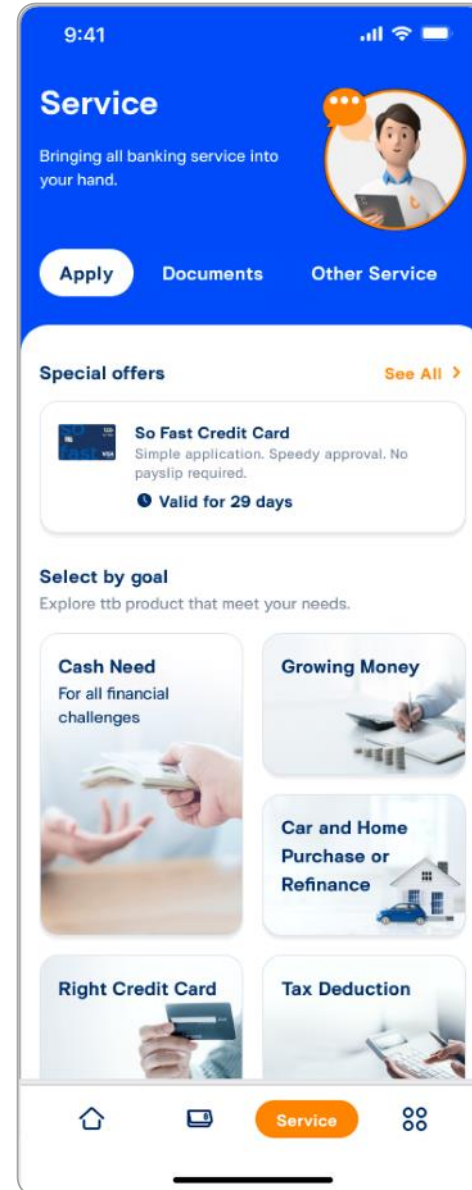 9:41
Service
Bringing all banking service into
your hand.
Apply
Documents
Other Service
Special offers
See All
so
fast
VISA
So Fast Credit Card
Simple application. Speedy approval. No
payslip required.
Valid for 29 days
Select by goal
Explore ttb product that meet your needs.
Cash Need
For all financial
challenges
Growing Money
Car and Home
Purchase or
Refinance
Right Credit Card
Tax Deduction
Service